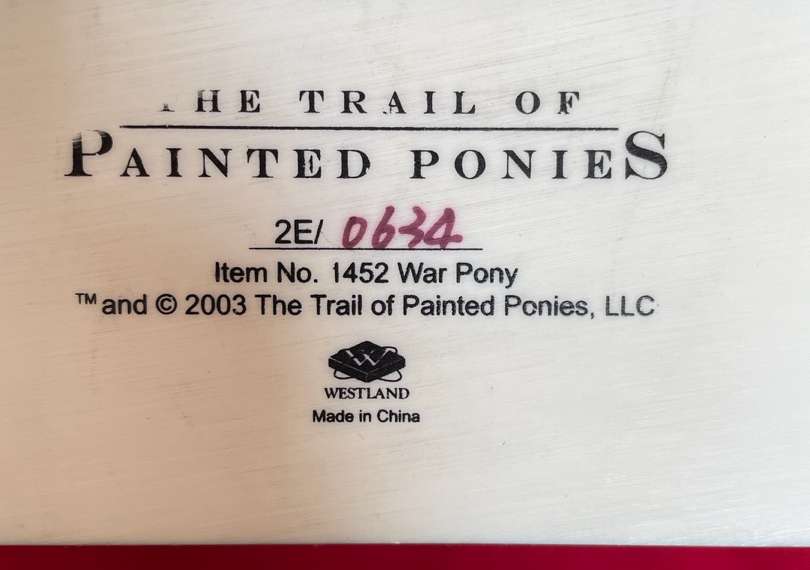 THE TRAIL OF
PAINTED PONIES
2E/ 0634
Item No. 1452 War Pony
™ and © 2003 The Trail of Painted Ponies, LLC
W
WESTLAND
Made in China